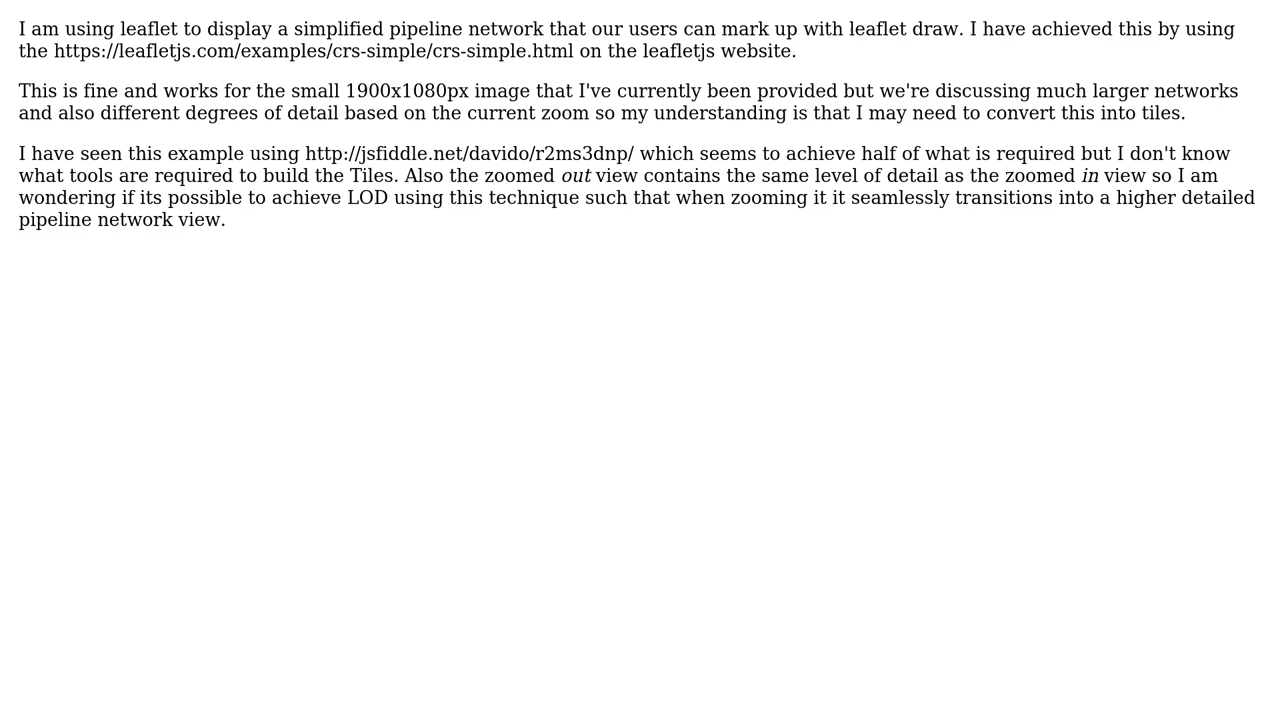 I am using leaflet to display a simplified pipeline network that our users can mark up with leaflet draw. I have achieved this by using
the https://leafletjs.com/examples/crs-simple/crs-simple.html on the leafletjs website.
This is fine and works for the small 1900x1080px image that I've currently been provided but we're discussing much larger networks
and also different degrees of detail based on the current zoom so my understanding is that I may need to convert this into tiles.
I have seen this example using http://jsfiddle.net/davido/r2ms3dnp/ which seems to achieve half of what is required but I don't know
what tools are required to build the Tiles. Also the zoomed out view contains the same level of detail as the zoomed in view so I am
wondering if its possible to achieve LOD using this technique such that when zooming it it seamlessly transitions into a higher detailed
pipeline network view.